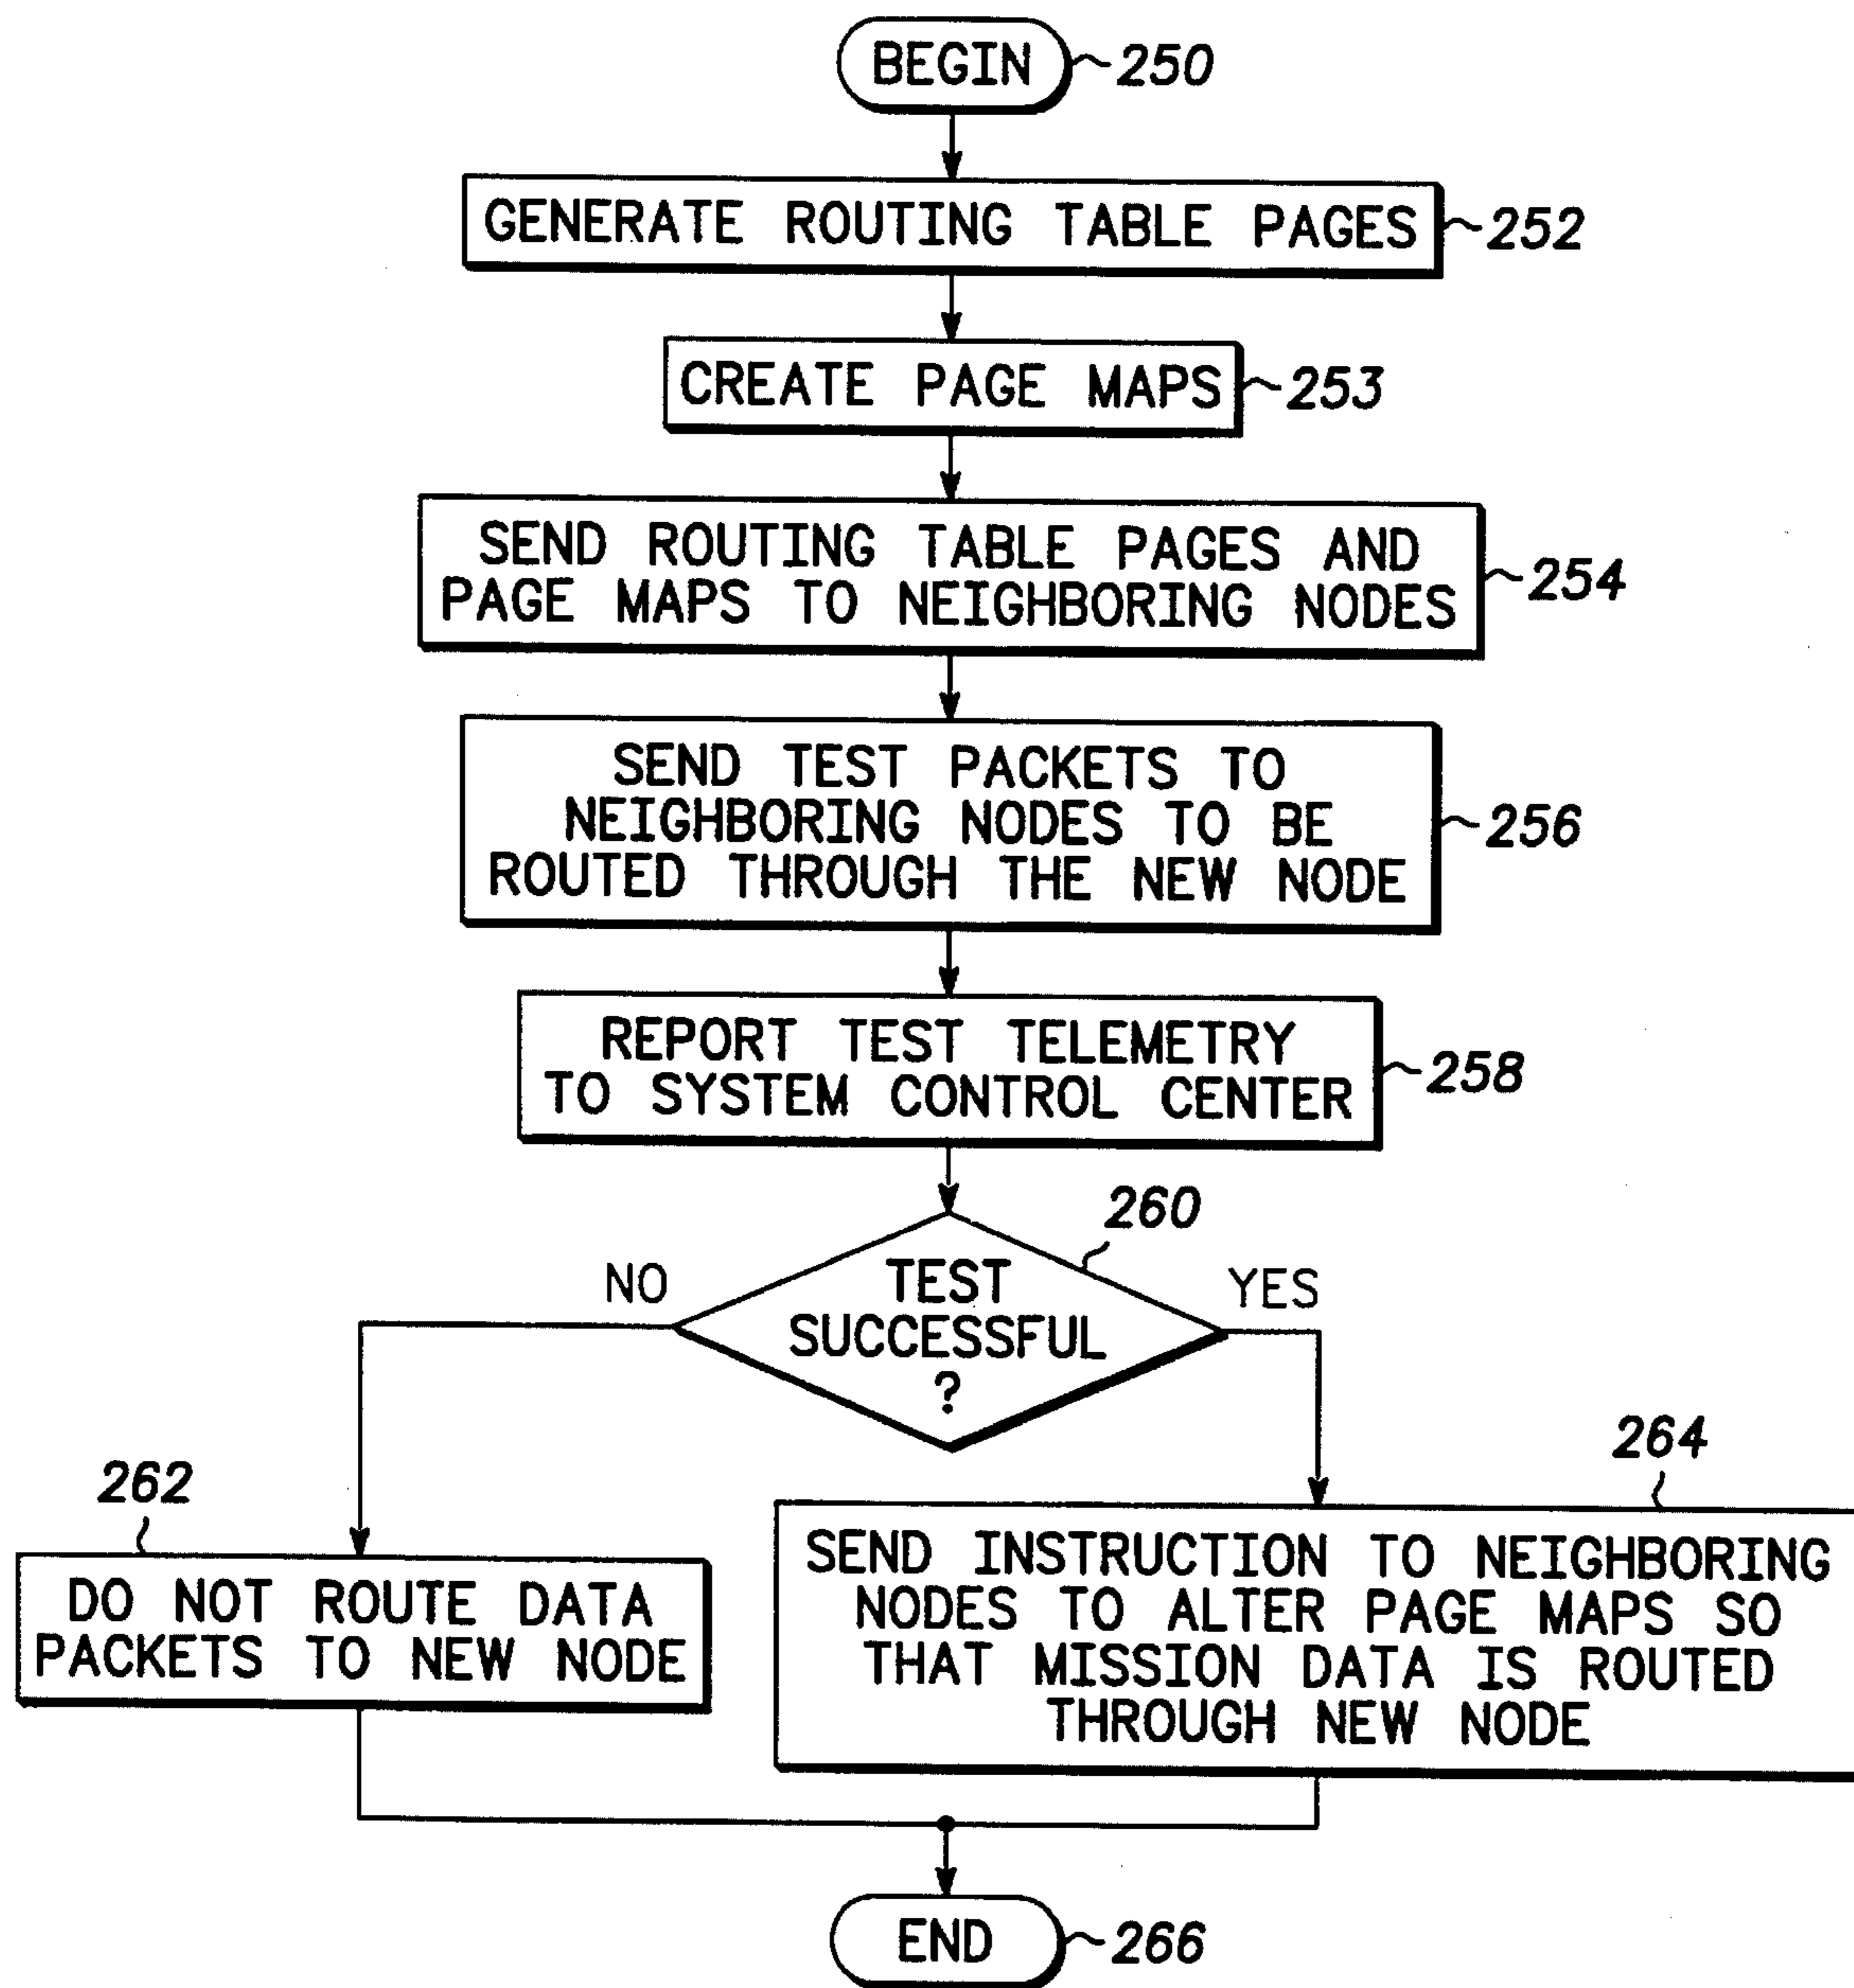 BEGIN 250
GENERATE ROUTING TABLE PAGES 252
CREATE PAGE MAPS 253
SEND ROUTING TABLE PAGES AND
PAGE MAPS TO NEIGHBORING NODES
254
SEND TEST PACKETS TO
NEIGHBORING NODES TO BE
ROUTED THROUGH THE NEW NODE
256
REPORT TEST TELEMETRY
TO SYSTEM CONTROL CENTER
258
260
NO
TEST
SUCCESSFUL
?
YES
262
DO NOT ROUTE DATA
PACKETS TO NEW NODE
264
SEND INSTRUCTION TO NEIGHBORING
NODES TO ALTER PAGE MAPS SO
THAT MISSION DATA IS ROUTED
THROUGH NEW NODE
END 266